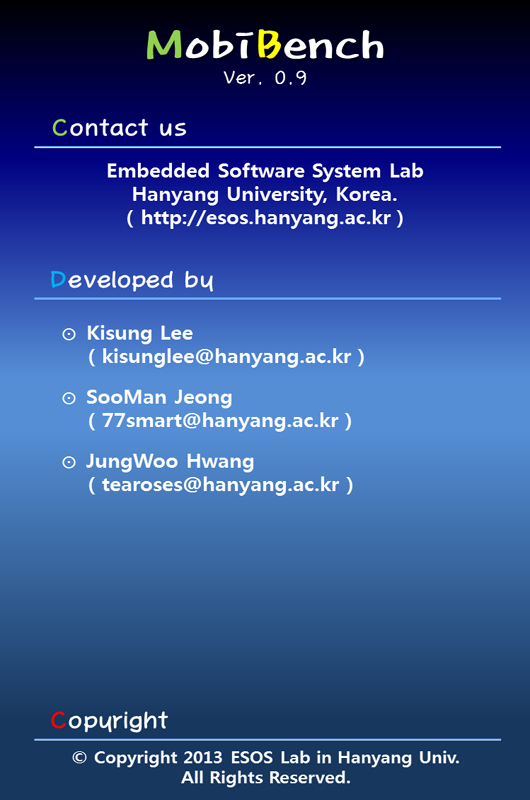 MobīBench
Ver. 0.9
Contact us
Embedded Software System Lab
Hanyang University, Korea.
( http://esos.hanyang.ac.kr )
Developed by
⊙ Kisung Lee
( kisunglee@hanyang.ac.kr )
⊙ SooMan Jeong
( 77smart@hanyang.ac.kr )
⊙ JungWoo Hwang
( tearoses@hanyang.ac.kr )
Copyright
© Copyright 2013 ESOS Lab in Hanyang Univ.
All Rights Reserved.